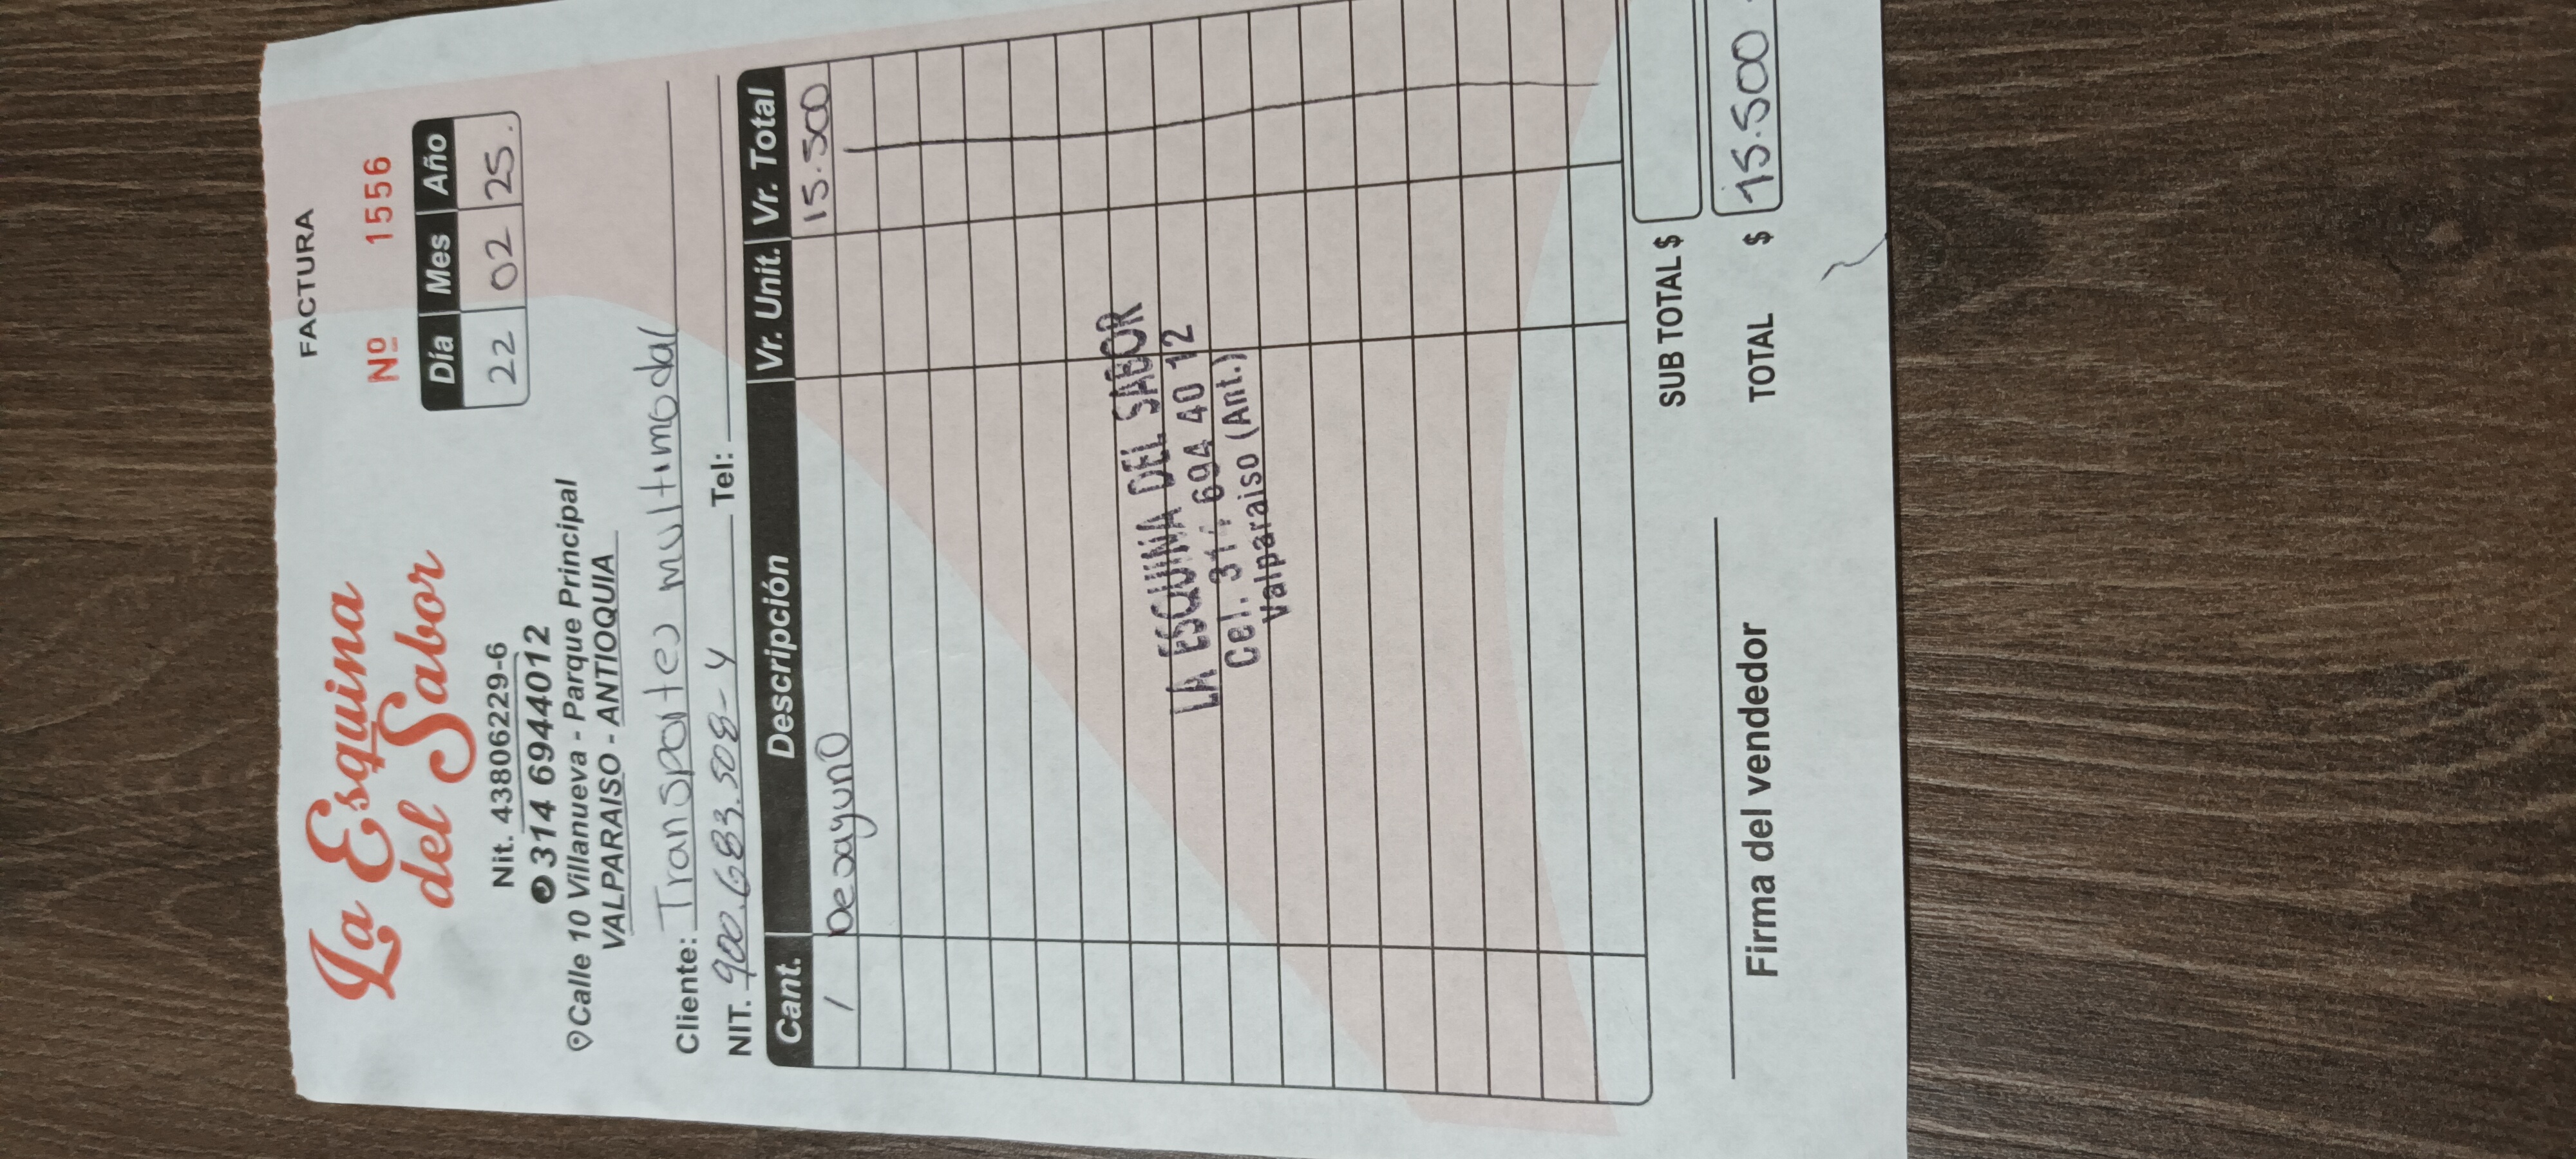 FACTURA
La Esquina
del Sabor
Nº 1556
Nit. 43806229-6
314 6944012
Calle 10 Villanueva - Parque Principal
VALPARAISO - ANTIOQUIA
Día Mes Año
22 02 25.
Cliente: Transportes multimodal
NIT. 900.683.508-4 Tel:
Cant. Descripción Vr. Unit. Vr. Total
1 Desayuno 15.500
LA ESQUINA DEL SABOR
Cel. 314 694 40 12
Valparaiso (Ant.)
SUB TOTAL $
TOTAL $ 15.500
Firma del vendedor